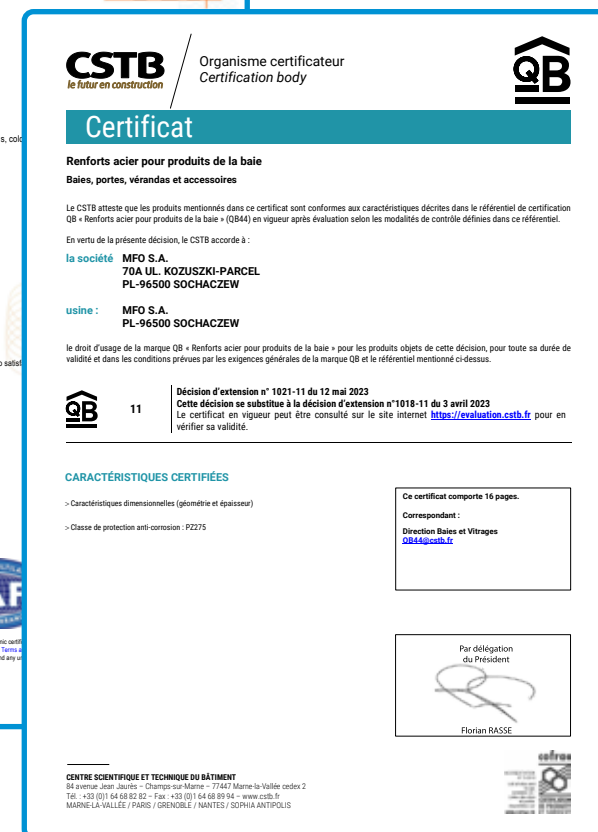 CSTB
le futur en construction
Organisme certificateur
Certification body
QB
Certificat
Renforts acier pour produits de la baie
Baies, portes, vérandas et accessoires
Le CSTB atteste que les produits mentionnés dans ce certificat sont conformes aux caractéristiques décrites dans le référentiel de certification
QB « Renforts acier pour produits de la baie » (QB44) en vigueur après évaluation selon les modalités de contrôle définies dans ce référentiel.
En vertu de la présente décision, le CSTB accorde à :
la société MFO S.A.
70A UL. KOZUSZKI-PARCEL
PL-96500 SOCHACZEW
usine : MFO S.A.
PL-96500 SOCHACZEW
le droit d'usage de la marque QB « Renforts acier pour produits de la baie » pour les produits objets de cette décision, pour toute sa durée de
validité et dans les conditions prévues par les exigences générales de la marque QB et le référentiel mentionné ci-dessus.
QB
11
Décision d'extension n° 1021-11 du 12 mai 2023
Cette décision se substitue à la décision d'extension n°1018-11 du 3 avril 2023
Le certificat en vigueur peut être consulté sur le site internet https://evaluation.cstb.fr pour en
vérifier sa validité.
CARACTÉRISTIQUES CERTIFIÉES
> Caractéristiques dimensionnelles (géométrie et épaisseur)
> Classe de protection anti-corrosion : PZ275
Ce certificat comporte 16 pages.
Correspondant :
Direction Baies et Vitrages
QB44@cstb.fr
Par délégation
du Président
Florian RASSE
CENTRE SCIENTIFIQUE ET TECHNIQUE DU BÂTIMENT
84 avenue Jean Jaurès – Champs-sur-Marne – 77447 Marne-la-Vallée cedex 2
Tél. : +33 (0)1 64 68 82 82 – Fax : +33 (0)1 64 68 89 94 – www.cstb.fr
MARNE-LA-VALLÉE / PARIS / GRENOBLE / NANTES / SOPHIA ANTIPOLIS
cofrac